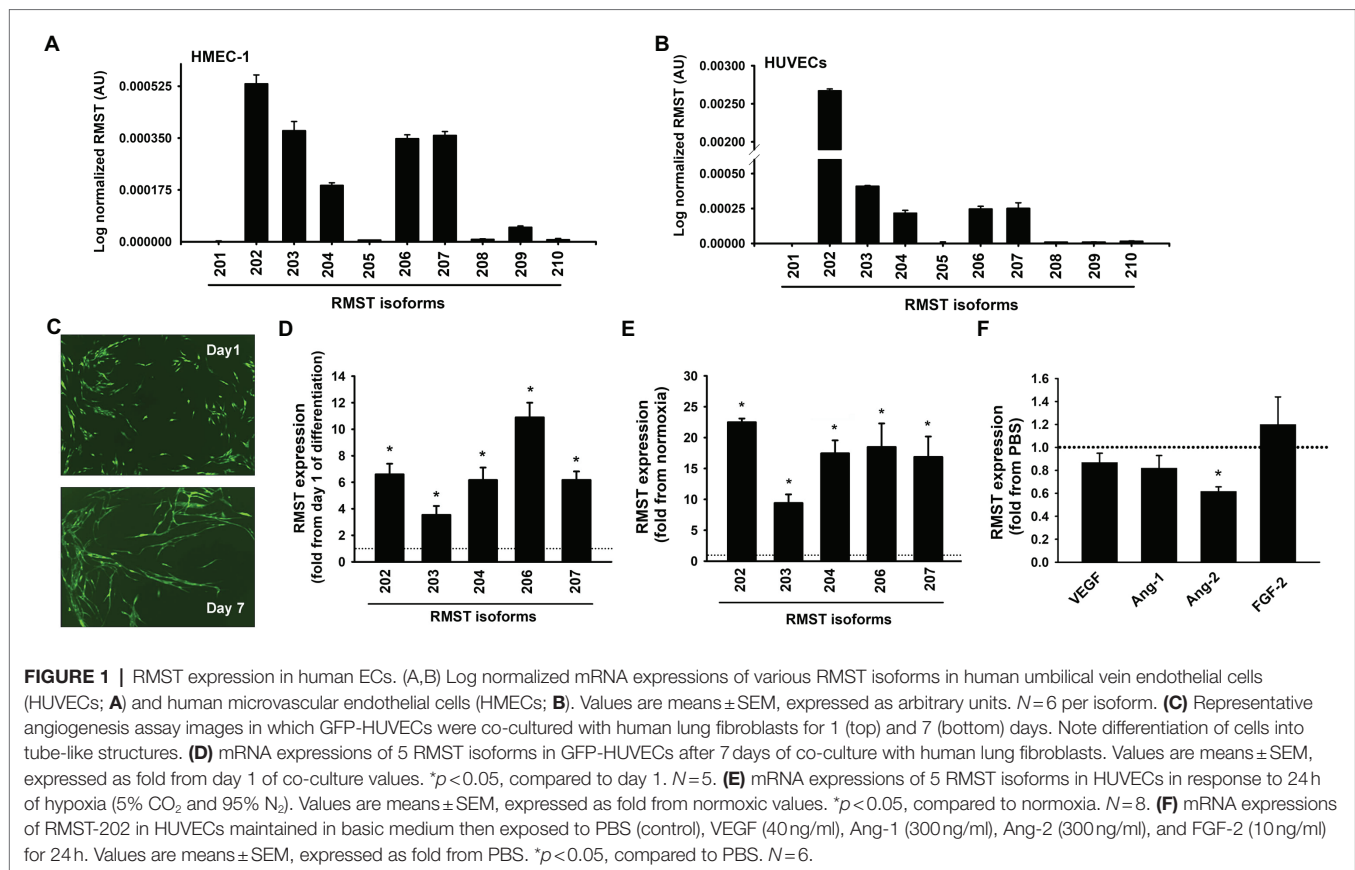 A
HMEC-1
Log normalized RMST (AU)
0.000525
0.000350
0.000175
0.000000
201 202 203 204 205 206 207 208 209 210
RMST isoforms
B
HUVECs
Log normalized RMST (AU)
0.00300
0.00250
0.00200
0.00050
0.00025
0.00000
201 202 203 204 205 206 207 208 209 210
RMST isoforms
C
Day1
Day 7
D
RMST expression
(fold from day 1 of differentiation)
14
12
10
8
6
4
2
0
* * * * *
202 203 204 206 207
RMST isoforms
E
RMST expression
(fold from normoxia)
30
25
20
15
10
5
0
* * * * *
202 203 204 206 207
RMST isoforms
F
RMST expression
(fold from PBS)
1.6
1.4
1.2
1.0
0.8
0.6
0.4
0.2
0.0
*
VEGF Ang-1 Ang-2 FGF-2
FIGURE 1 | RMST expression in human ECs. (A,B) Log normalized mRNA expressions of various RMST isoforms in human umbilical vein endothelial cells
(HUVECs; A) and human microvascular endothelial cells (HMECs; B). Values are means ± SEM, expressed as arbitrary units. N = 6 per isoform. (C) Representative
angiogenesis assay images in which GFP-HUVECs were co-cultured with human lung fibroblasts for 1 (top) and 7 (bottom) days. Note differentiation of cells into
tube-like structures. (D) mRNA expressions of 5 RMST isoforms in GFP-HUVECs after 7 days of co-culture with human lung fibroblasts. Values are means ± SEM,
expressed as fold from day 1 of co-culture values. *p < 0.05, compared to day 1. N = 5. (E) mRNA expressions of 5 RMST isoforms in HUVECs in response to 24 h
of hypoxia (5% CO₂ and 95% N₂). Values are means ± SEM, expressed as fold from normoxic values. *p < 0.05, compared to normoxia. N = 8. (F) mRNA expressions
of RMST-202 in HUVECs maintained in basic medium then exposed to PBS (control), VEGF (40 ng/ml), Ang-1 (300 ng/ml), Ang-2 (300 ng/ml), and FGF-2 (10 ng/ml)
for 24 h. Values are means ± SEM, expressed as fold from PBS. *p < 0.05, compared to PBS. N = 6.